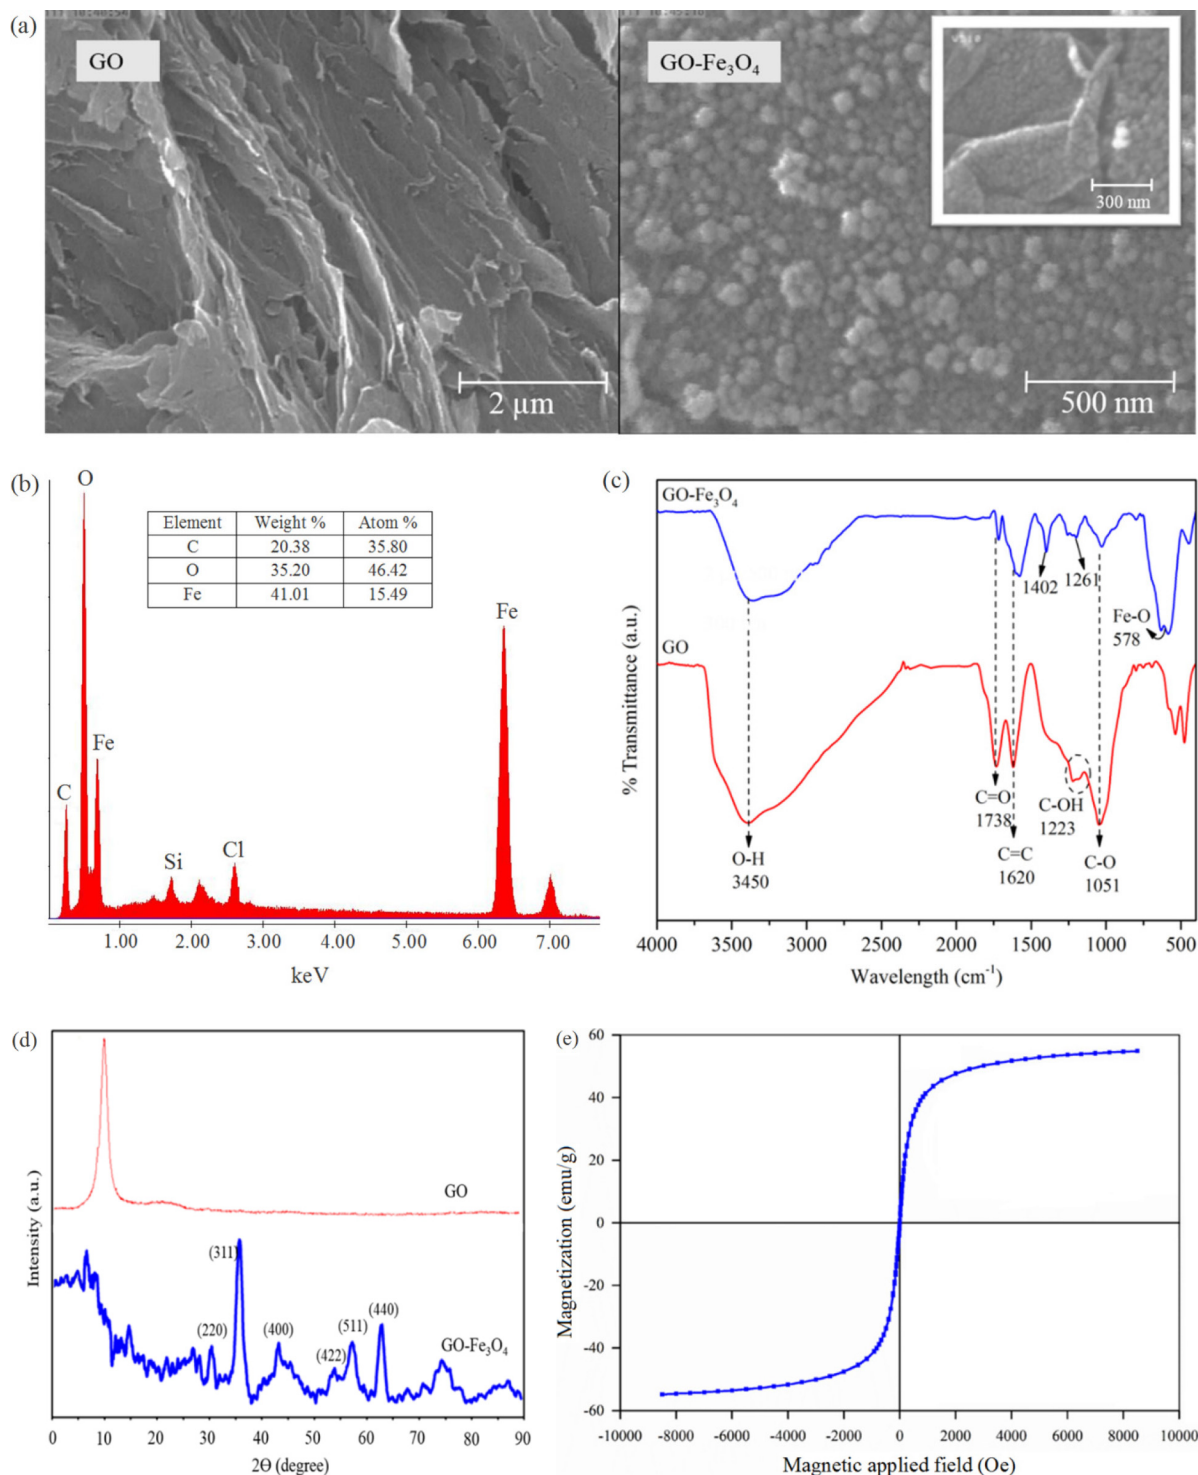 (a)
GO
2 μm
GO-Fe₃O₄
300 nm
500 nm
(b)
O
Element Weight % Atom %
C 20.38 35.80
O 35.20 46.42
Fe 41.01 15.49
Fe
Fe
C
Si
Cl
1.00 2.00 3.00 4.00 5.00 6.00 7.00
keV
(c)
GO-Fe₃O₄
1402
1261
Fe-O
578
GO
% Transmittance (a.u.)
C=O
1738
C-OH
1223
O-H
3450
C=C
1620
C-O
1051
4000 3500 3000 2500 2000 1500 1000 500
Wavelength (cm⁻¹)
(d)
Intensity (a.u.)
GO
(311)
(220)
(400)
(422)
(511)
(440)
GO-Fe₃O₄
0 10 20 30 40 50 60 70 80 90
2Θ (degree)
(e)
Magnetization (emu/g)
60
40
20
0
-20
-40
-60
-10000 -8000 -6000 -4000 -2000 0 2000 4000 6000 8000 10000
Magnetic applied field (Oe)